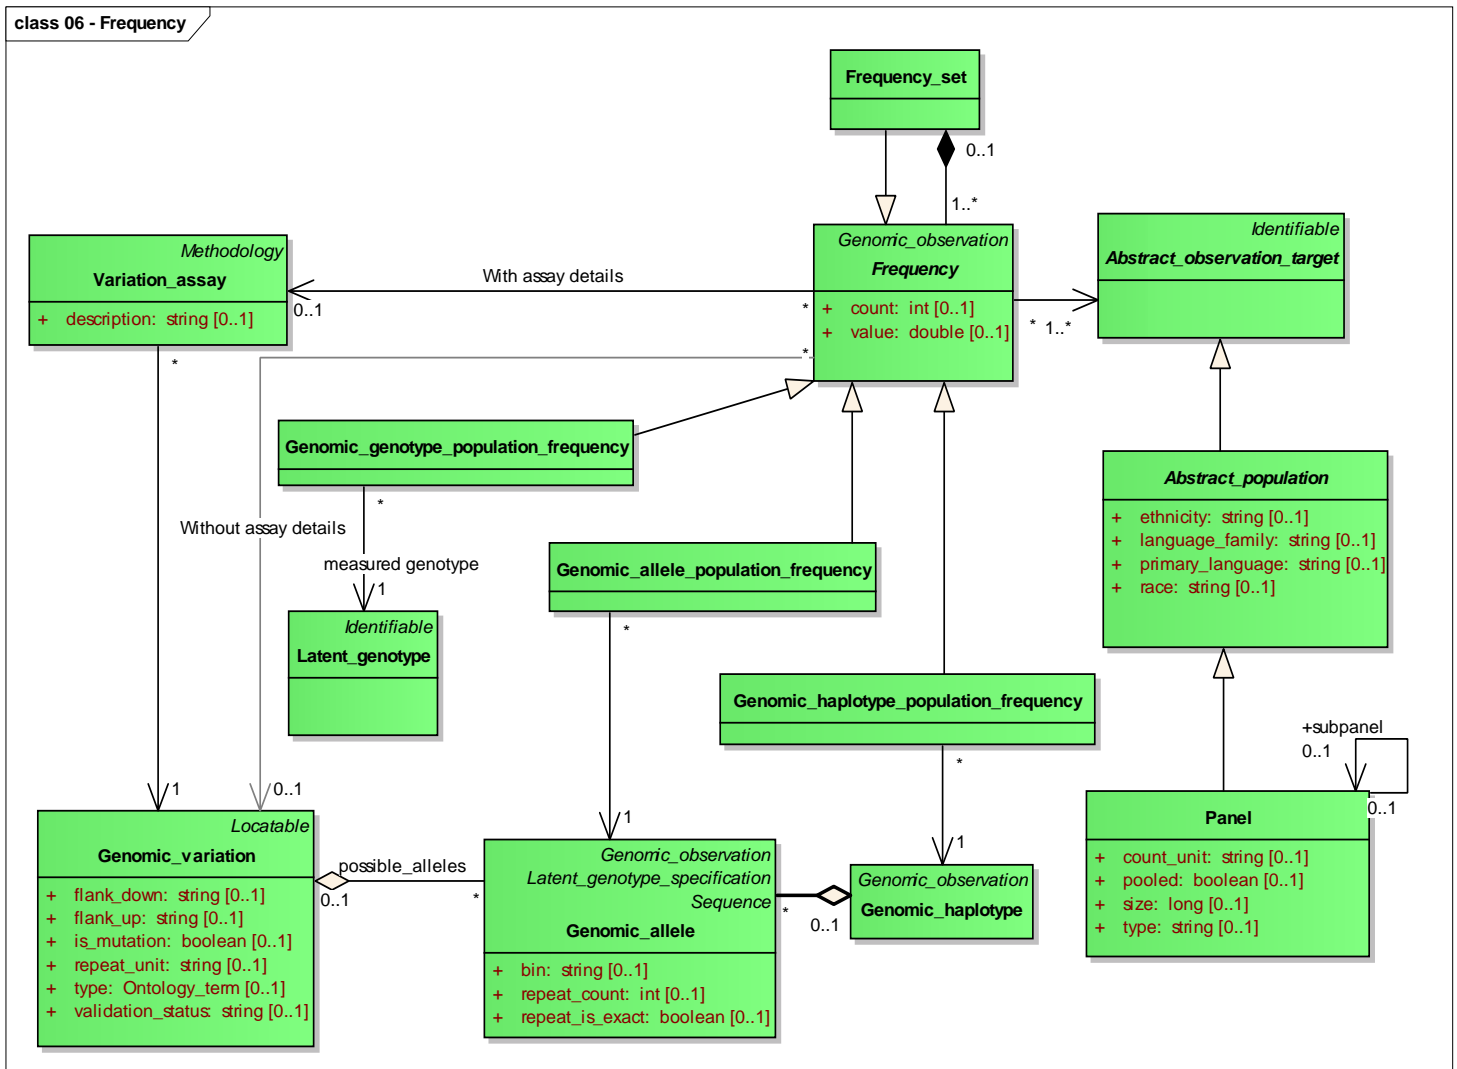 class 06 - Frequency
Frequency_set
0..1
1..*
Genomic_observation
Frequency
+ count: int [0..1]
+ value: double [0..1]
Identifiable
Abstract_observation_target
* 1..*
Methodology
Variation_assay
+ description: string [0..1]
With assay details
0..1
*
*
*
Genomic_genotype_population_frequency
*
Without assay details
measured genotype
1
Identifiable
Latent_genotype
Genomic_allele_population_frequency
*
Abstract_population
+ ethnicity: string [0..1]
+ language_family: string [0..1]
+ primary_language: string [0..1]
+ race: string [0..1]
Genomic_haplotype_population_frequency
*
+subpanel
0..1
0..1
Panel
+ count_unit: string [0..1]
+ pooled: boolean [0..1]
+ size: long [0..1]
+ type: string [0..1]
1
0..1
Locatable
Genomic_variation
+ flank_down: string [0..1]
+ flank_up: string [0..1]
+ is_mutation: boolean [0..1]
+ repeat_unit: string [0..1]
+ type: Ontology_term [0..1]
+ validation_status: string [0..1]
possible_alleles
0..1
*
1
Genomic_observation
Latent_genotype_specification
Sequence
Genomic_allele
+ bin: string [0..1]
+ repeat_count: int [0..1]
+ repeat_is_exact: boolean [0..1]
*
0..1
1
Genomic_observation
Genomic_haplotype